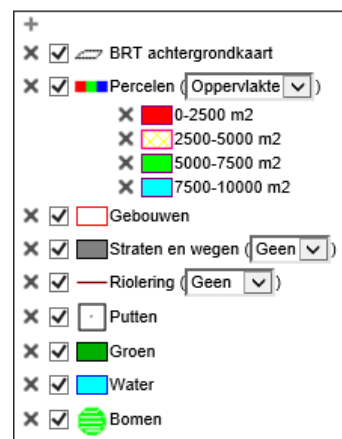 BRT achtergrondkaart
Percelen (Oppervlakte)
0-2500 m2
2500-5000 m2
5000-7500 m2
7500-10000 m2
Gebouwen
Straten en wegen (Geen)
Riolering (Geen)
Putten
Groen
Water
Bomen